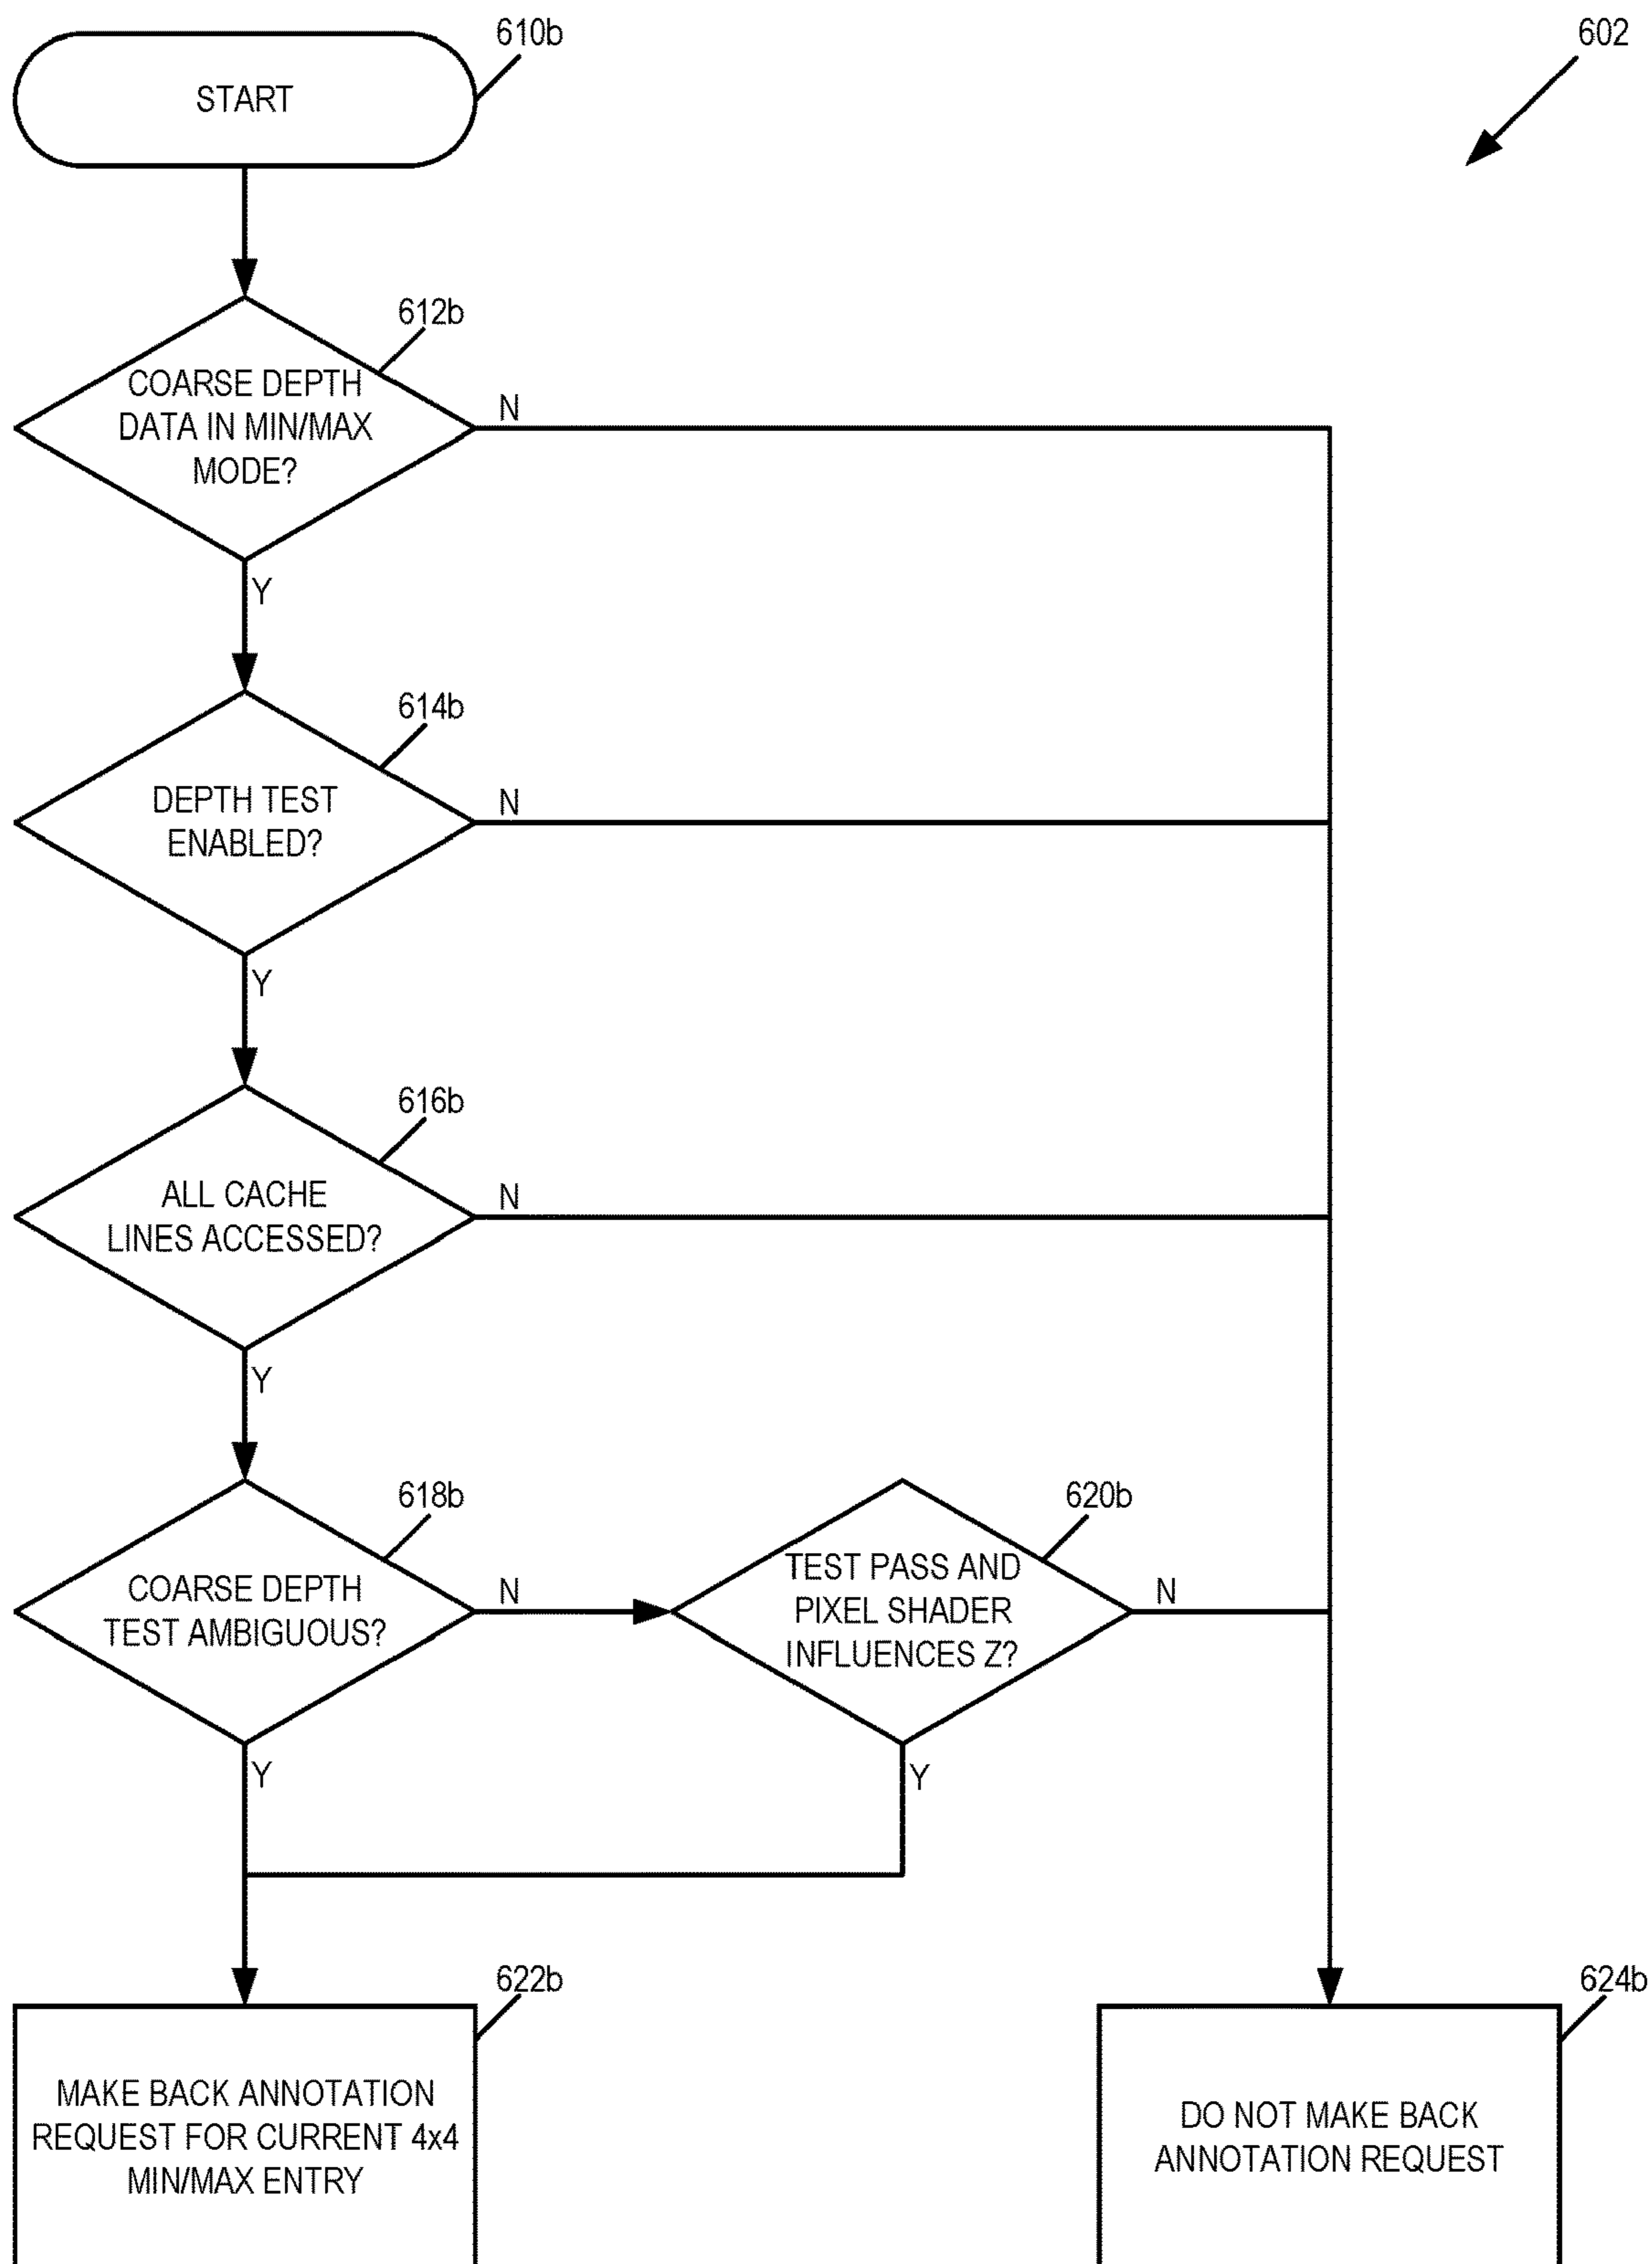 610b
602
START
612b
COARSE DEPTH
DATA IN MIN/MAX
MODE?
N
Y
614b
DEPTH TEST
ENABLED?
N
Y
616b
ALL CACHE
LINES ACCESSED?
N
Y
618b
COARSE DEPTH
TEST AMBIGUOUS?
N
Y
620b
TEST PASS AND
PIXEL SHADER
INFLUENCES Z?
N
Y
622b
MAKE BACK ANNOTATION
REQUEST FOR CURRENT 4x4
MIN/MAX ENTRY
624b
DO NOT MAKE BACK
ANNOTATION REQUEST